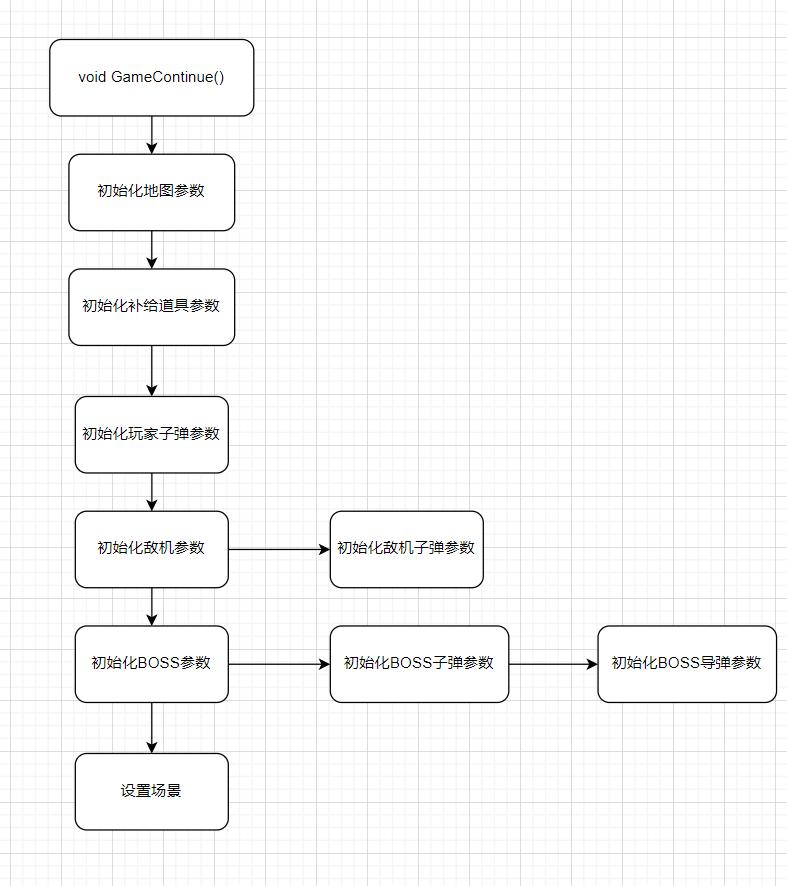 void GameContinue()
初始化地图参数
初始化补给道具参数
初始化玩家子弹参数
初始化敌机参数
初始化敌机子弹参数
初始化BOSS参数
初始化BOSS子弹参数
初始化BOSS导弹参数
设置场景